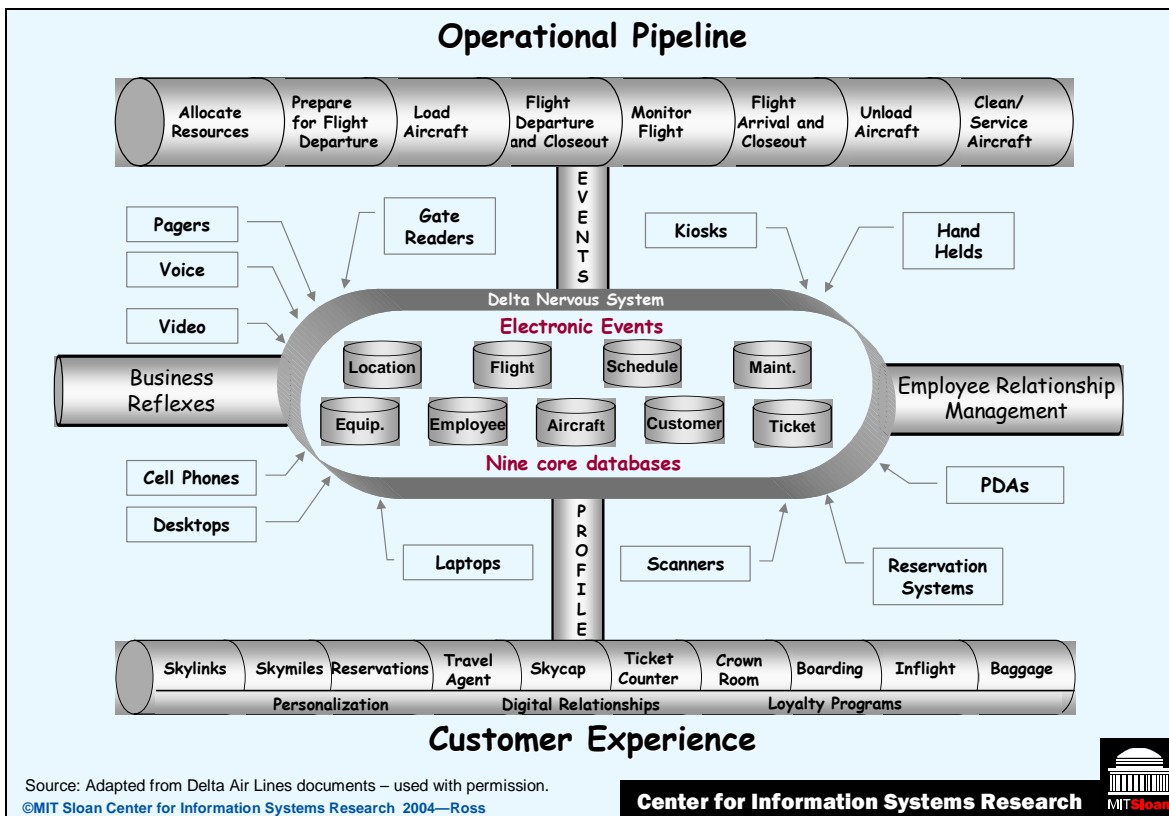 Operational Pipeline
Allocate
Resources
Prepare
for Flight
Departure
Load
Aircraft
Flight
Departure
and Closeout
Monitor
Flight
Flight
Arrival and
Closeout
Unload
Aircraft
Clean/
Service
Aircraft
EVENTS
Pagers
Gate
Readers
Kiosks
Hand
Helds
Voice
Video
Delta Nervous System
Electronic Events
Location
Flight
Schedule
Maint.
Business
Reflexes
Employee Relationship
Management
Equip.
Employee
Aircraft
Customer
Ticket
Nine core databases
Cell Phones
PDAs
Desktops
Laptops
Scanners
Reservation
Systems
PROFILE
Skylinks
Skymiles
Reservations
Travel
Agent
Skycap
Ticket
Counter
Crown
Room
Boarding
Inflight
Baggage
Personalization
Digital Relationships
Loyalty Programs
Customer Experience
Source: Adapted from Delta Air Lines documents – used with permission.
©MIT Sloan Center for Information Systems Research 2004—Ross
Center for Information Systems Research
MITSloan